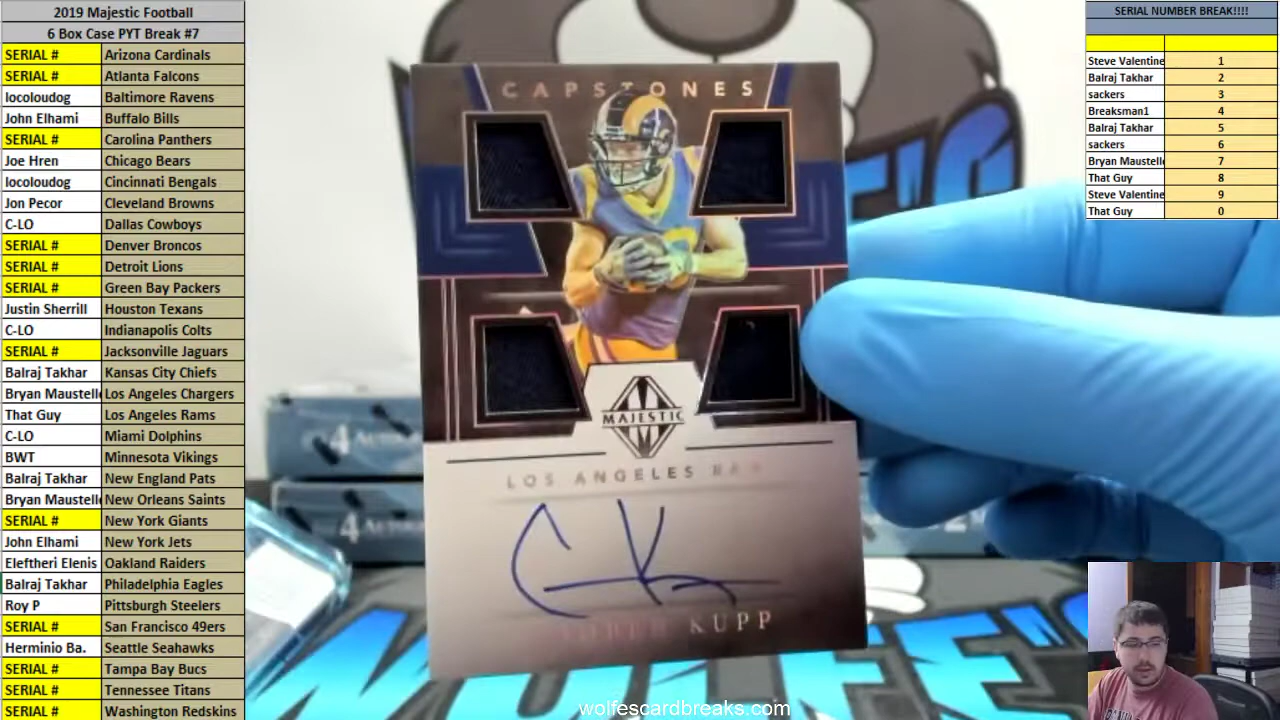 2019 Majestic Football
6 Box Case PYT Break #7
SERIAL # Arizona Cardinals
SERIAL # Atlanta Falcons
locoloudog Baltimore Ravens
John Elhami Buffalo Bills
SERIAL # Carolina Panthers
Joe Hren Chicago Bears
locoloudog Cincinnati Bengals
Jon Pecor Cleveland Browns
C-LO Dallas Cowboys
SERIAL # Denver Broncos
SERIAL # Detroit Lions
SERIAL # Green Bay Packers
Justin Sherrill Houston Texans
C-LO Indianapolis Colts
SERIAL # Jacksonville Jaguars
Balraj Takhar Kansas City Chiefs
Bryan Maustelle Los Angeles Chargers
That Guy Los Angeles Rams
C-LO Miami Dolphins
BWT Minnesota Vikings
Balraj Takhar New England Pats
Bryan Maustelle New Orleans Saints
SERIAL # New York Giants
John Elhami New York Jets
Eleftheri Elenis Oakland Raiders
Balraj Takhar Philadelphia Eagles
Roy P Pittsburgh Steelers
SERIAL # San Francisco 49ers
Herminio Ba. Seattle Seahawks
SERIAL # Tampa Bay Bucs
SERIAL # Tennessee Titans
SERIAL # Washington Redskins
CAPSTONES
MAJESTIC
LOS ANGELES
KUPP
4
4
WOLFE'S
wolfescardbreaks.com
SERIAL NUMBER BREAK!!!!
Steve Valentine 1
Balraj Takhar 2
sackers 3
Breaksman1 4
Balraj Takhar 5
sackers 6
Bryan Maustelle 7
That Guy 8
Steve Valentine 9
That Guy 0